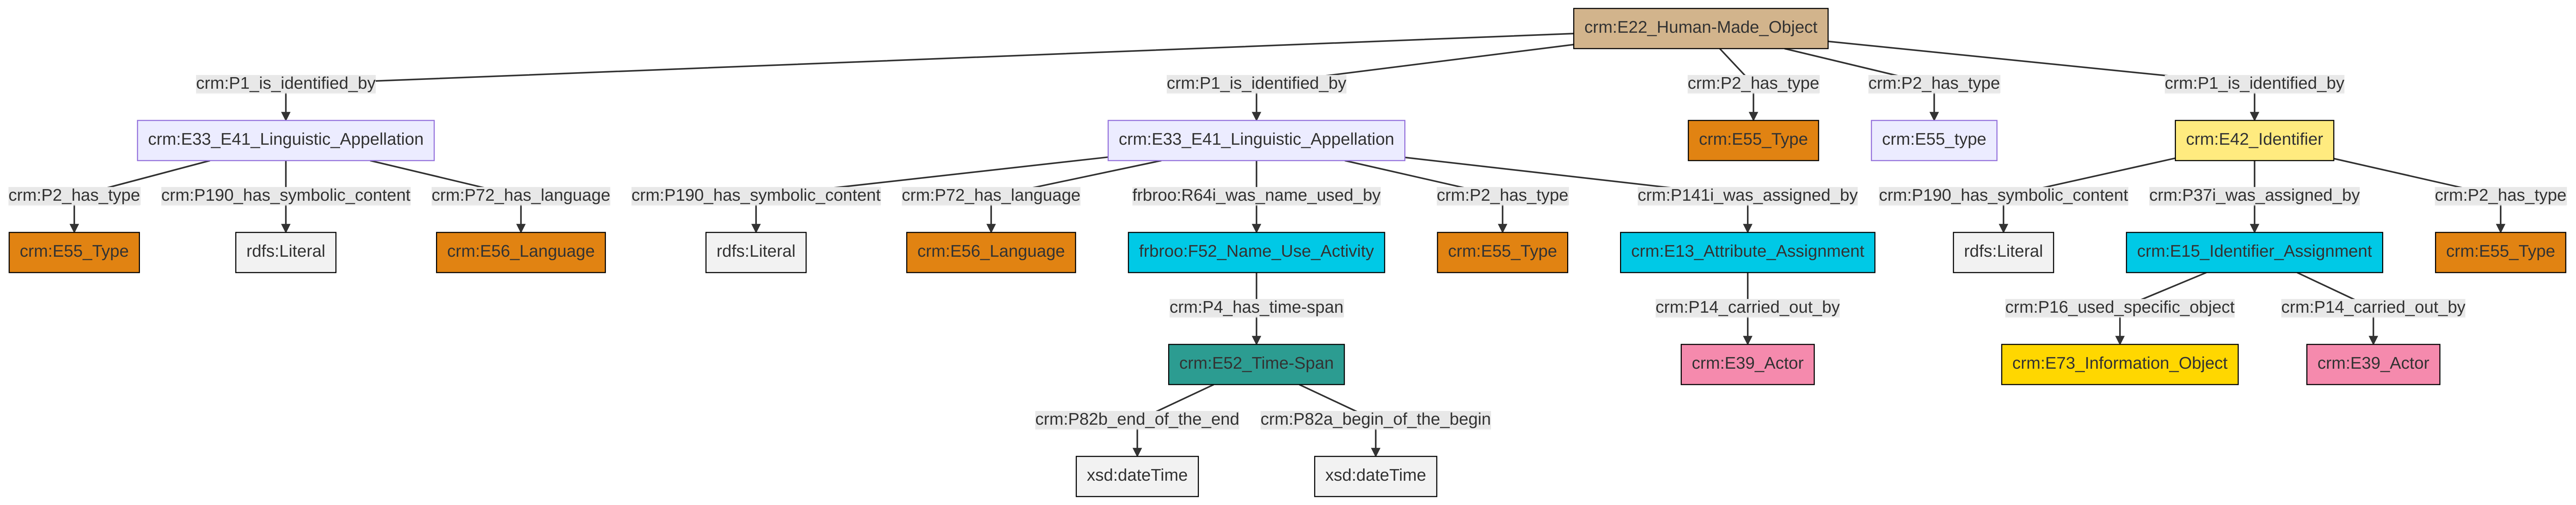 crm:E22_Human-Made_Object
crm:P1_is_identified_by
crm:P1_is_identified_by
crm:P2_has_type
crm:P2_has_type
crm:P1_is_identified_by
crm:E33_E41_Linguistic_Appellation
crm:E33_E41_Linguistic_Appellation
crm:E55_Type
crm:E55_type
crm:E42_Identifier
crm:P2_has_type
crm:P190_has_symbolic_content
crm:P72_has_language
crm:P190_has_symbolic_content
crm:P72_has_language
frbroo:R64i_was_name_used_by
crm:P2_has_type
crm:P141i_was_assigned_by
crm:P190_has_symbolic_content
crm:P37i_was_assigned_by
crm:P2_has_type
crm:E55_Type
rdfs:Literal
crm:E56_Language
rdfs:Literal
crm:E56_Language
frbroo:F52_Name_Use_Activity
crm:E55_Type
crm:E13_Attribute_Assignment
rdfs:Literal
crm:E15_Identifier_Assignment
crm:E55_Type
crm:P4_has_time-span
crm:P14_carried_out_by
crm:P16_used_specific_object
crm:P14_carried_out_by
crm:E52_Time-Span
crm:E39_Actor
crm:E73_Information_Object
crm:E39_Actor
crm:P82b_end_of_the_end
crm:P82a_begin_of_the_begin
xsd:dateTime
xsd:dateTime